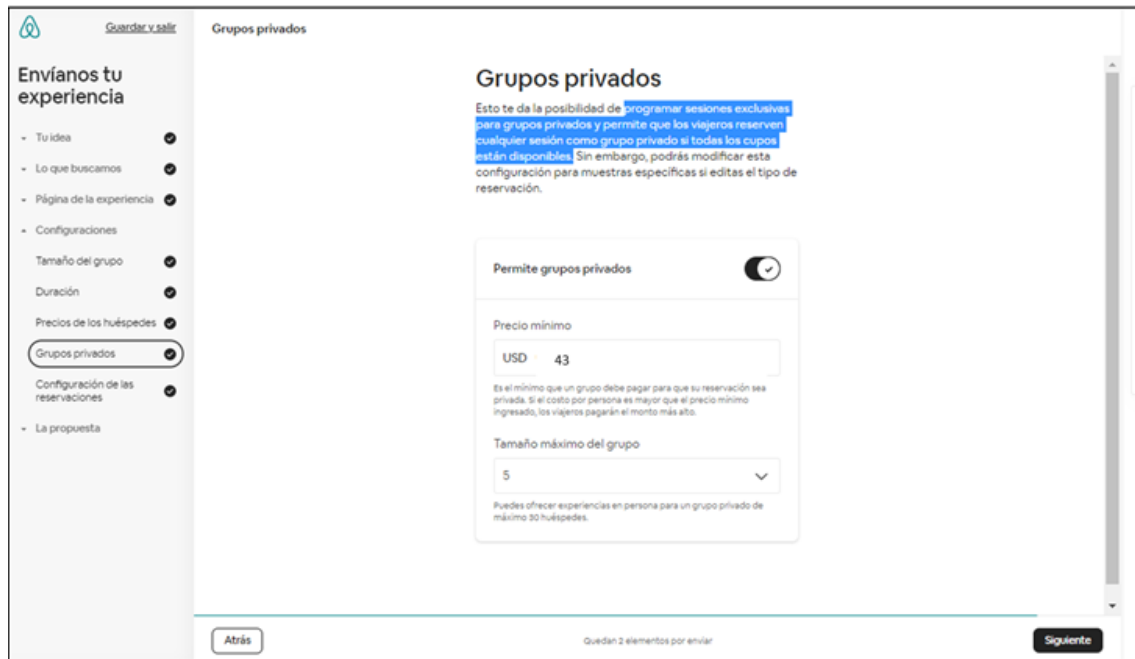 Guardar y salir
Envíanos tu
experiencia
Tu idea
Lo que buscamos
Página de la experiencia
Configuraciones
Tamaño del grupo
Duración
Precios de los huéspedes
Grupos privados
Configuración de las
reservaciones
La propuesta
Grupos privados
Grupos privados
Esto te da la posibilidad de programar sesiones exclusivas
para grupos privados y permite que los viajeros reserven
cualquier sesión como grupo privado si todas los cupos
están disponibles. Sin embargo, podrás modificar esta
configuración para muestras específicas si editas el tipo de
reservación.
Permite grupos privados
Precio mínimo
USD 43
Es el mínimo que un grupo debe pagar para que su reservación sea
privada. Si el costo por persona es mayor que el precio mínimo
ingresado, los viajeros pagarán el monto más alto.
Tamaño máximo del grupo
5
Puedes ofrecer experiencias en persona para un grupo privado de
máximo 30 huéspedes.
Atrás
Quedan 2 elementos por enviar
Siguiente